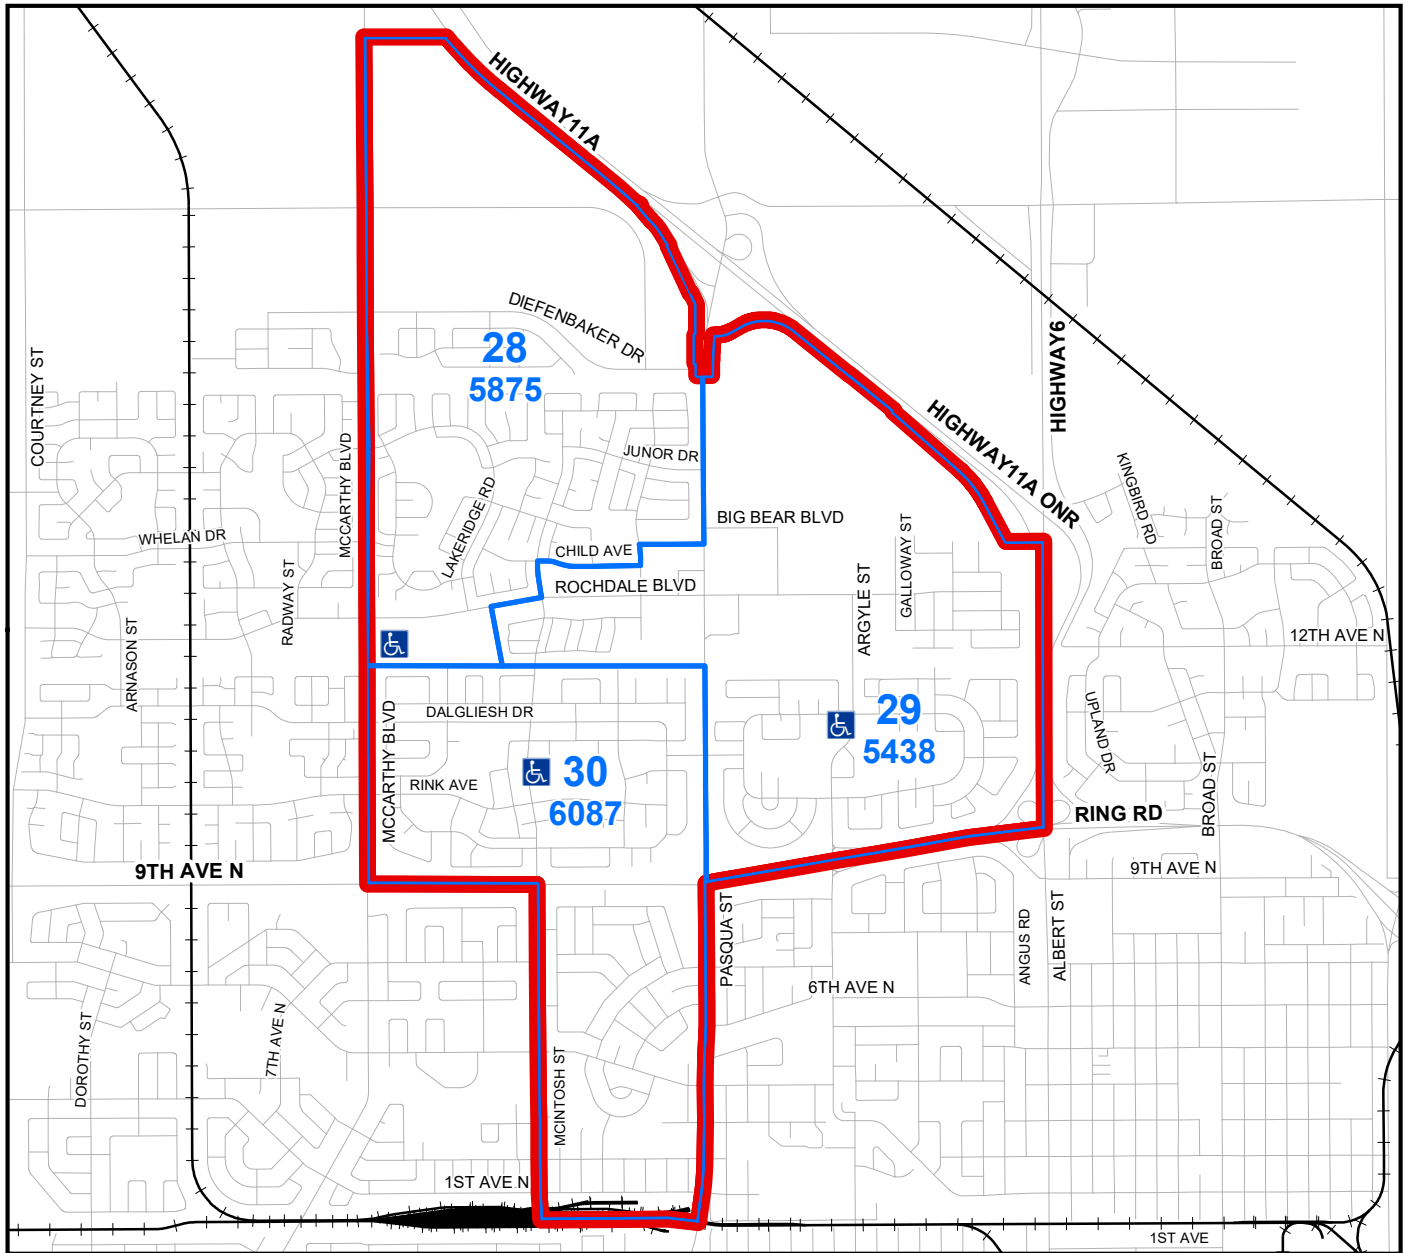 HIGHWAY11A
DIEFENBAKER DR
28
5875
HIGHWAY6
COURTNEY ST
MCCARTHY BLVD
JUNOR DR
LAKERIDGE RD
HIGHWAY11A ONR
KINGBIRD RD
BROAD ST
BIG BEAR BLVD
WHELAN DR
CHILD AVE
GALLOWAY ST
RADWAY ST
ROCHDALE BLVD
ARGYLE ST
ARNASON ST
12TH AVE N
DALGLIESH DR
MCCARTHY BLVD
29
5438
UPLAND DR
RINK AVE
30
6087
BROAD ST
RING RD
9TH AVE N
9TH AVE N
PASQUA ST
ANGUS RD
ALBERT ST
6TH AVE N
DOROTHY ST
7TH AVE N
MCINTOSH ST
1ST AVE N
1ST AVE